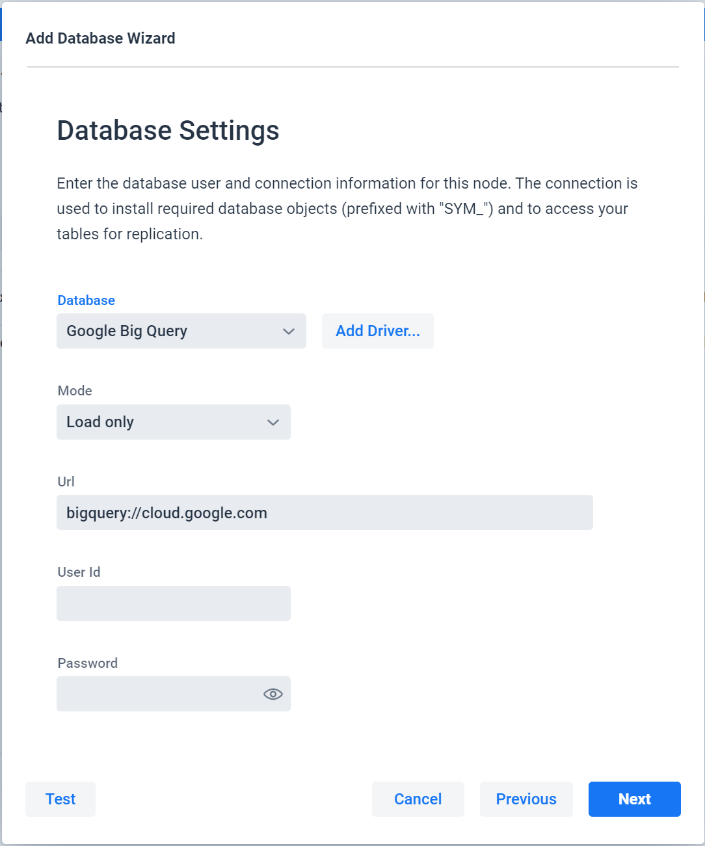 Add Database Wizard
Database Settings
Enter the database user and connection information for this node. The connection is
used to install required database objects (prefixed with "SYM_") and to access your
tables for replication.
Database
Google Big Query
Add Driver...
Mode
Load only
Url
bigquery://cloud.google.com
User Id
Password
Test
Cancel
Previous
Next